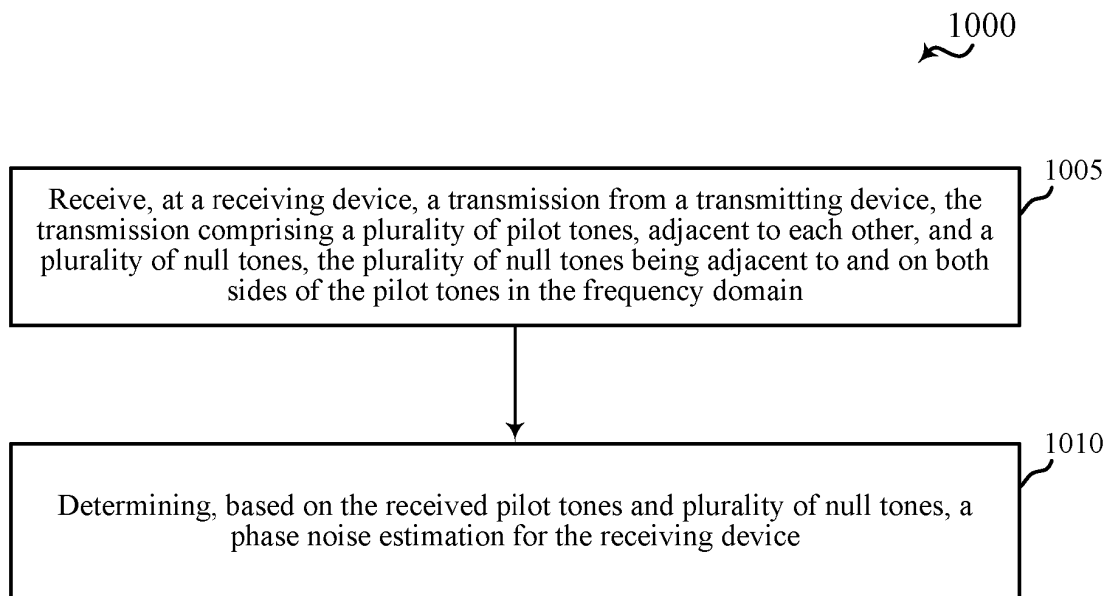 1000
1005
Receive, at a receiving device, a transmission from a transmitting device, the
transmission comprising a plurality of pilot tones, adjacent to each other, and a
plurality of null tones, the plurality of null tones being adjacent to and on both
sides of the pilot tones in the frequency domain
1010
Determining, based on the received pilot tones and plurality of null tones, a
phase noise estimation for the receiving device